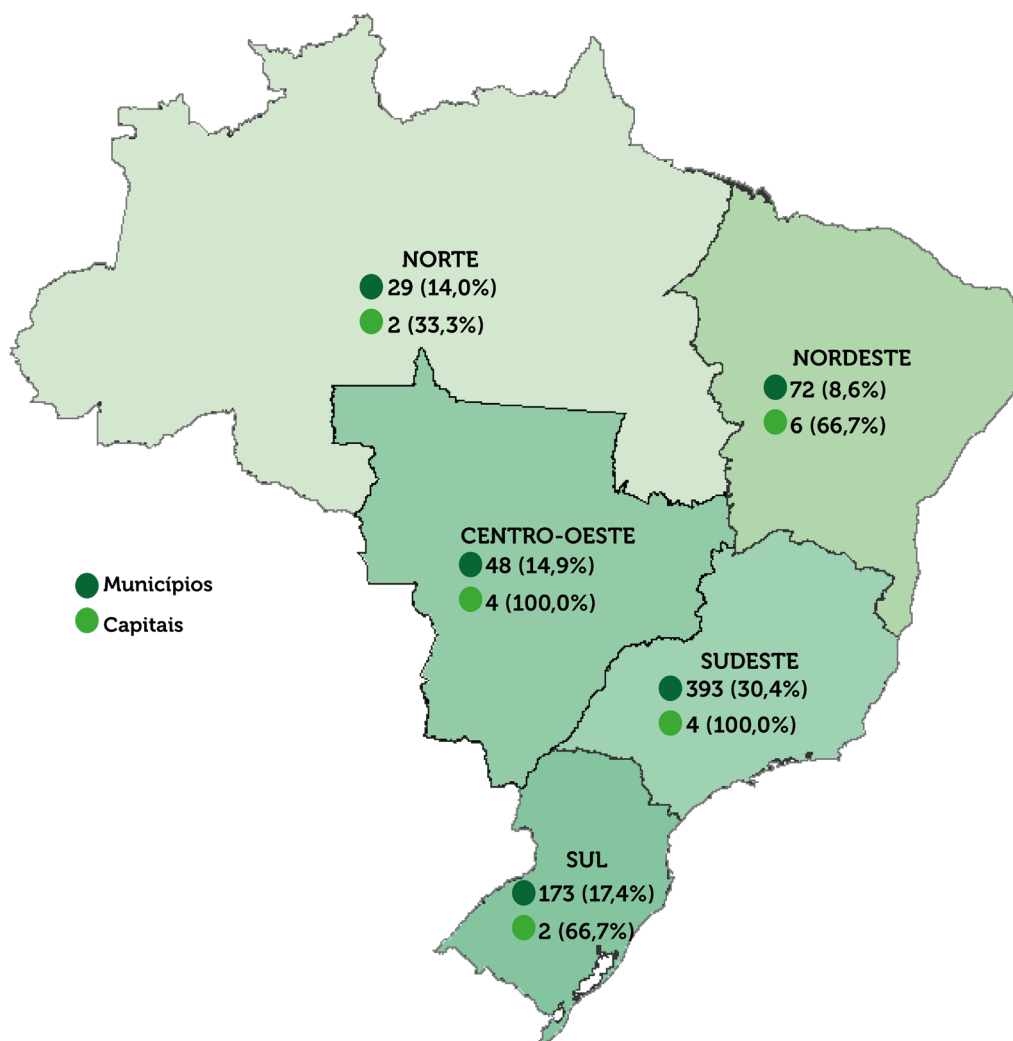 NORTE
29 (14,0%)
2 (33,3%)
NORDESTE
72 (8,6%)
6 (66,7%)
CENTRO-OESTE
48 (14,9%)
4 (100,0%)
Municípios
Capitais
SUDESTE
393 (30,4%)
4 (100,0%)
SUL
173 (17,4%)
2 (66,7%)